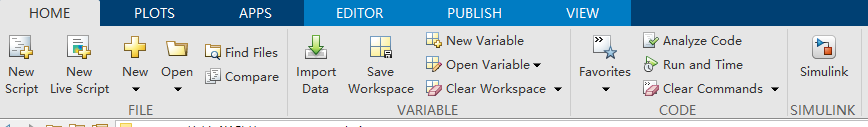 HOME PLOTS APPS EDITOR PUBLISH VIEW
New Script
New Live Script
New
Open
Find Files
Compare
FILE
Import Data
Save Workspace
New Variable
Open Variable
Clear Workspace
VARIABLE
Favorites
Analyze Code
Run and Time
Clear Commands
CODE
Simulink
SIMULINK